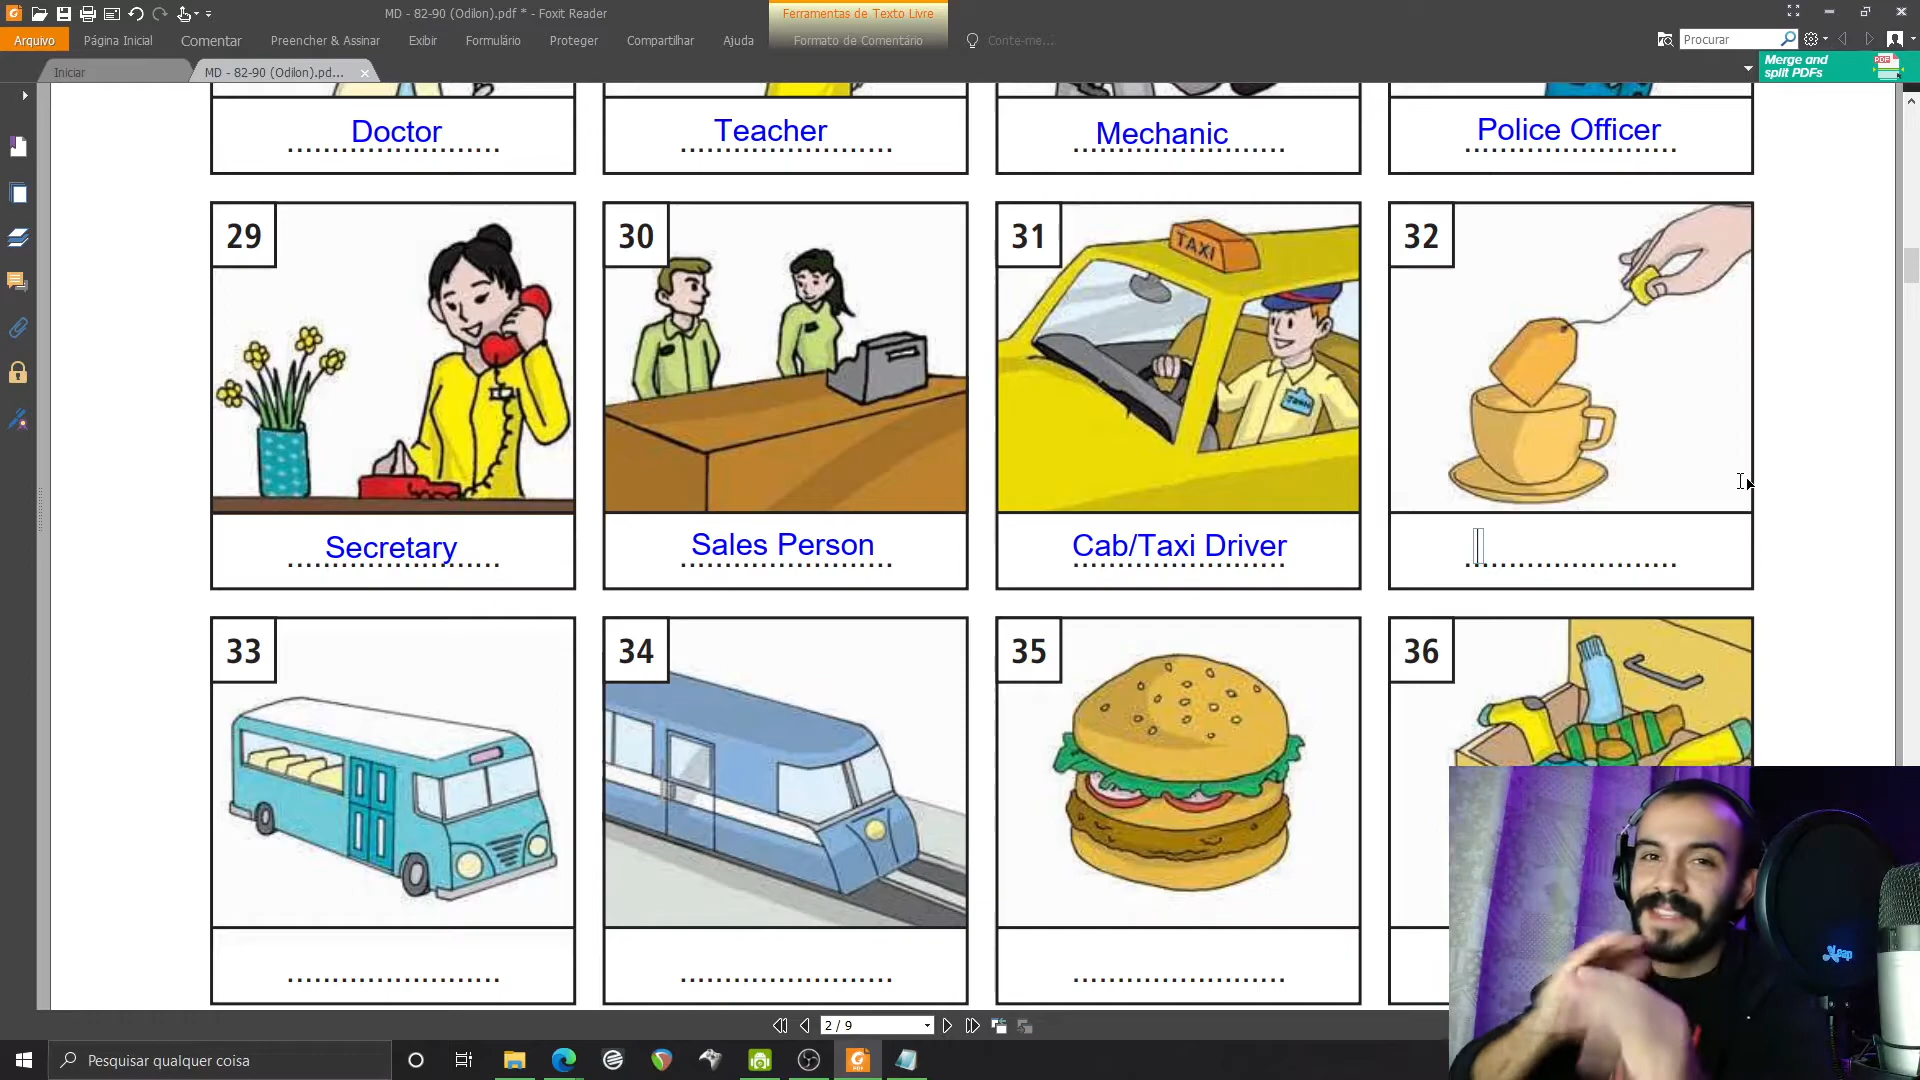 MD - 82-90 (Odilon).pdf * - Foxit Reader
Ferramentas de Texto Livre
Arquivo Página Inicial Comentar Preencher & Assinar Exibir Formulário Proteger Compartilhar Ajuda Formato de Comentário Conte-me... Procurar
Iniciar MD - 82-90 (Odilon).pd...
Merge and
split PDFs
PDF
Doctor Teacher Mechanic Police Officer
29 30 31 32
TAXI
Secretary Sales Person Cab/Taxi Driver
33 34 35 36
2 / 9
Pesquisar qualquer coisa